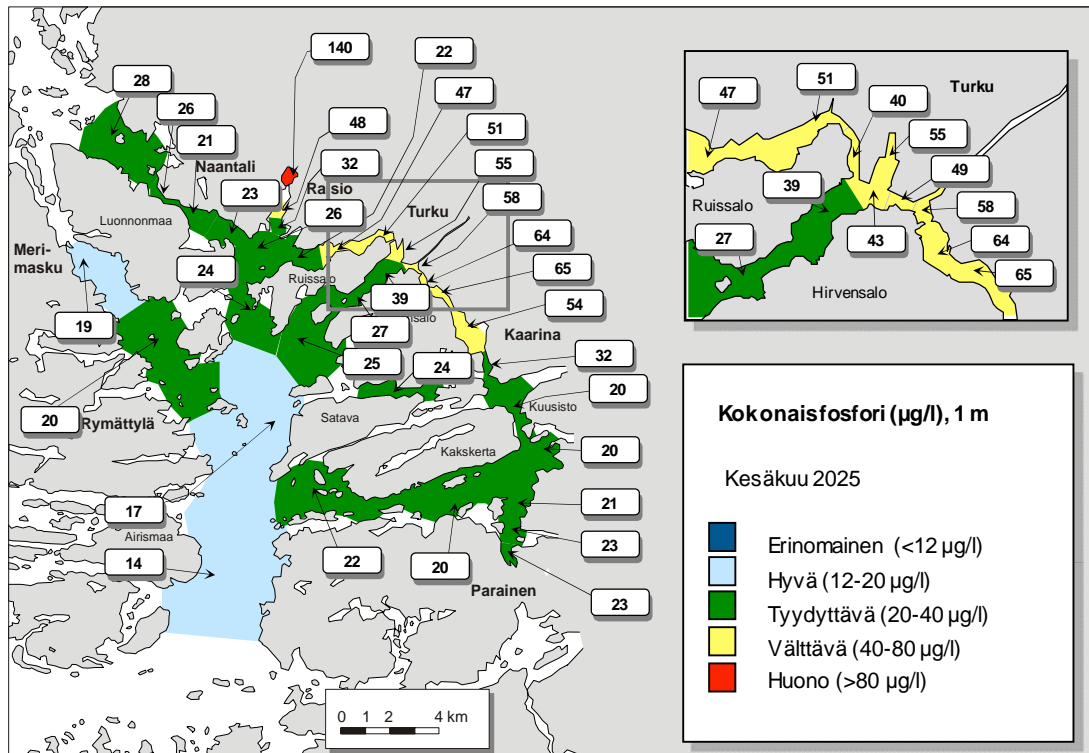 140
22
28
47
26
48
51
21
32
55
Naantali
Raisio
58
23
26
Turku
64
Luonnonmaa
65
Meri-
masku
Ruissalo
24
39
54
19
27
Kaarina
25
24
32
20
20
Rymättylä
Satava
Kuusisto
Kakskerta
20
17
21
Airismaa
14
22
20
23
Parainen
23
0 1 2 4 km
51
Turku
47
40
55
39
49
Ruissalo
58
27
43
64
65
Hirvensalo
Kokonaisfosfori (µg/l), 1 m
Kesäkuu 2025
Erinomainen (<12 µg/l)
Hyvä (12-20 µg/l)
Tyydyttävä (20-40 µg/l)
Välttävä (40-80 µg/l)
Huono (>80 µg/l)